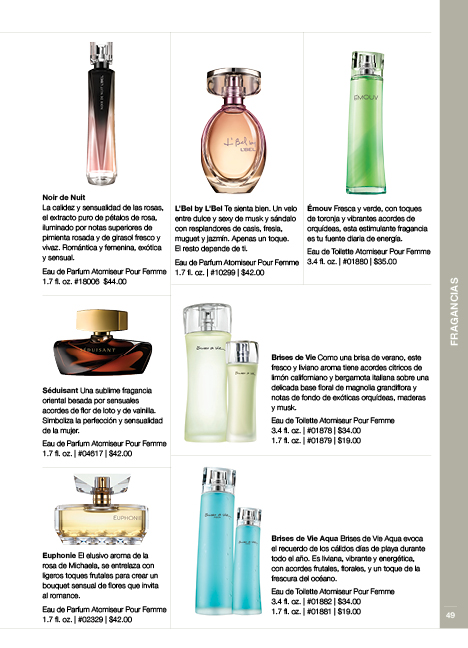 NOIR DE NUIT L'BEL
L'Bel by
L'BEL
ÉMOUV
Noir de Nuit
La calidez y sensualidad de las rosas,
el extracto puro de pétalos de rosa,
iluminado por notas superiores de
pimienta rosada y de girasol fresco y
vivaz. Romántica y femenina, exótica
y sensual.
Eau de Parfum Atomiseur Pour Femme
1.7 fl. oz. #18006 $44.00
L'Bel by L'Bel Te sienta bien. Un velo
entre dulce y sexy de musk y sándalo
con resplandores de casis, fresia,
muguet y jazmín. Apenas un toque.
El resto depende de ti.
Eau de Parfum Atomiseur Pour Femme
1.7 fl. oz. | #10299 | $42.00
Émouv Fresca y verde, con toques
de toronja y vibrantes acordes de
orquídeas, esta estimulante fragancia
es tu fuente diaria de energía.
Eau de Toilette Atomiseur Pour Femme
3.4 fl. oz. | #01880 | $35.00
FRAGANCIAS
SÉDUISANT
Séduisant Una sublime fragancia
oriental besada por sensuales
acordes de flor de loto y de vainilla.
Simboliza la perfección y sensualidad
de la mujer.
Eau de Parfum Atomiseur Pour Femme
1.7 fl. oz. | #04617 | $42.00
BRISES DE VIE
Brises de Vie Como una brisa de verano, este
fresco y liviano aroma tiene acordes cítricos de
limón californiano y bergamota italiana sobre una
delicada base floral de magnolia grandiflora y
notas de fondo de exóticas orquídeas, maderas
y musk.
Eau de Toilette Atomiseur Pour Femme
3.4 fl. oz. | #01878 | $34.00
1.7 fl. oz. | #01879 | $19.00
EUPHONIE
Euphonie El elusivo aroma de la
rosa de Michaela, se entrelaza con
ligeros toques frutales para crear un
bouquet sensual de flores que invita
al romance.
Eau de Parfum Atomiseur Pour Femme
1.7 fl. oz. | #02329 | $42.00
BRISES DE VIE
Brises de Vie Aqua Brises de Vie Aqua evoca
el recuerdo de los cálidos días de playa durante
todo el año. Es liviana, vibrante y energética,
con acordes frutales, florales, y un toque de la
frescura del océano.
Eau de Toilette Atomiseur Pour Femme
3.4 fl. oz. | #01882 | $34.00
1.7 fl. oz. | #01881 | $19.00
49